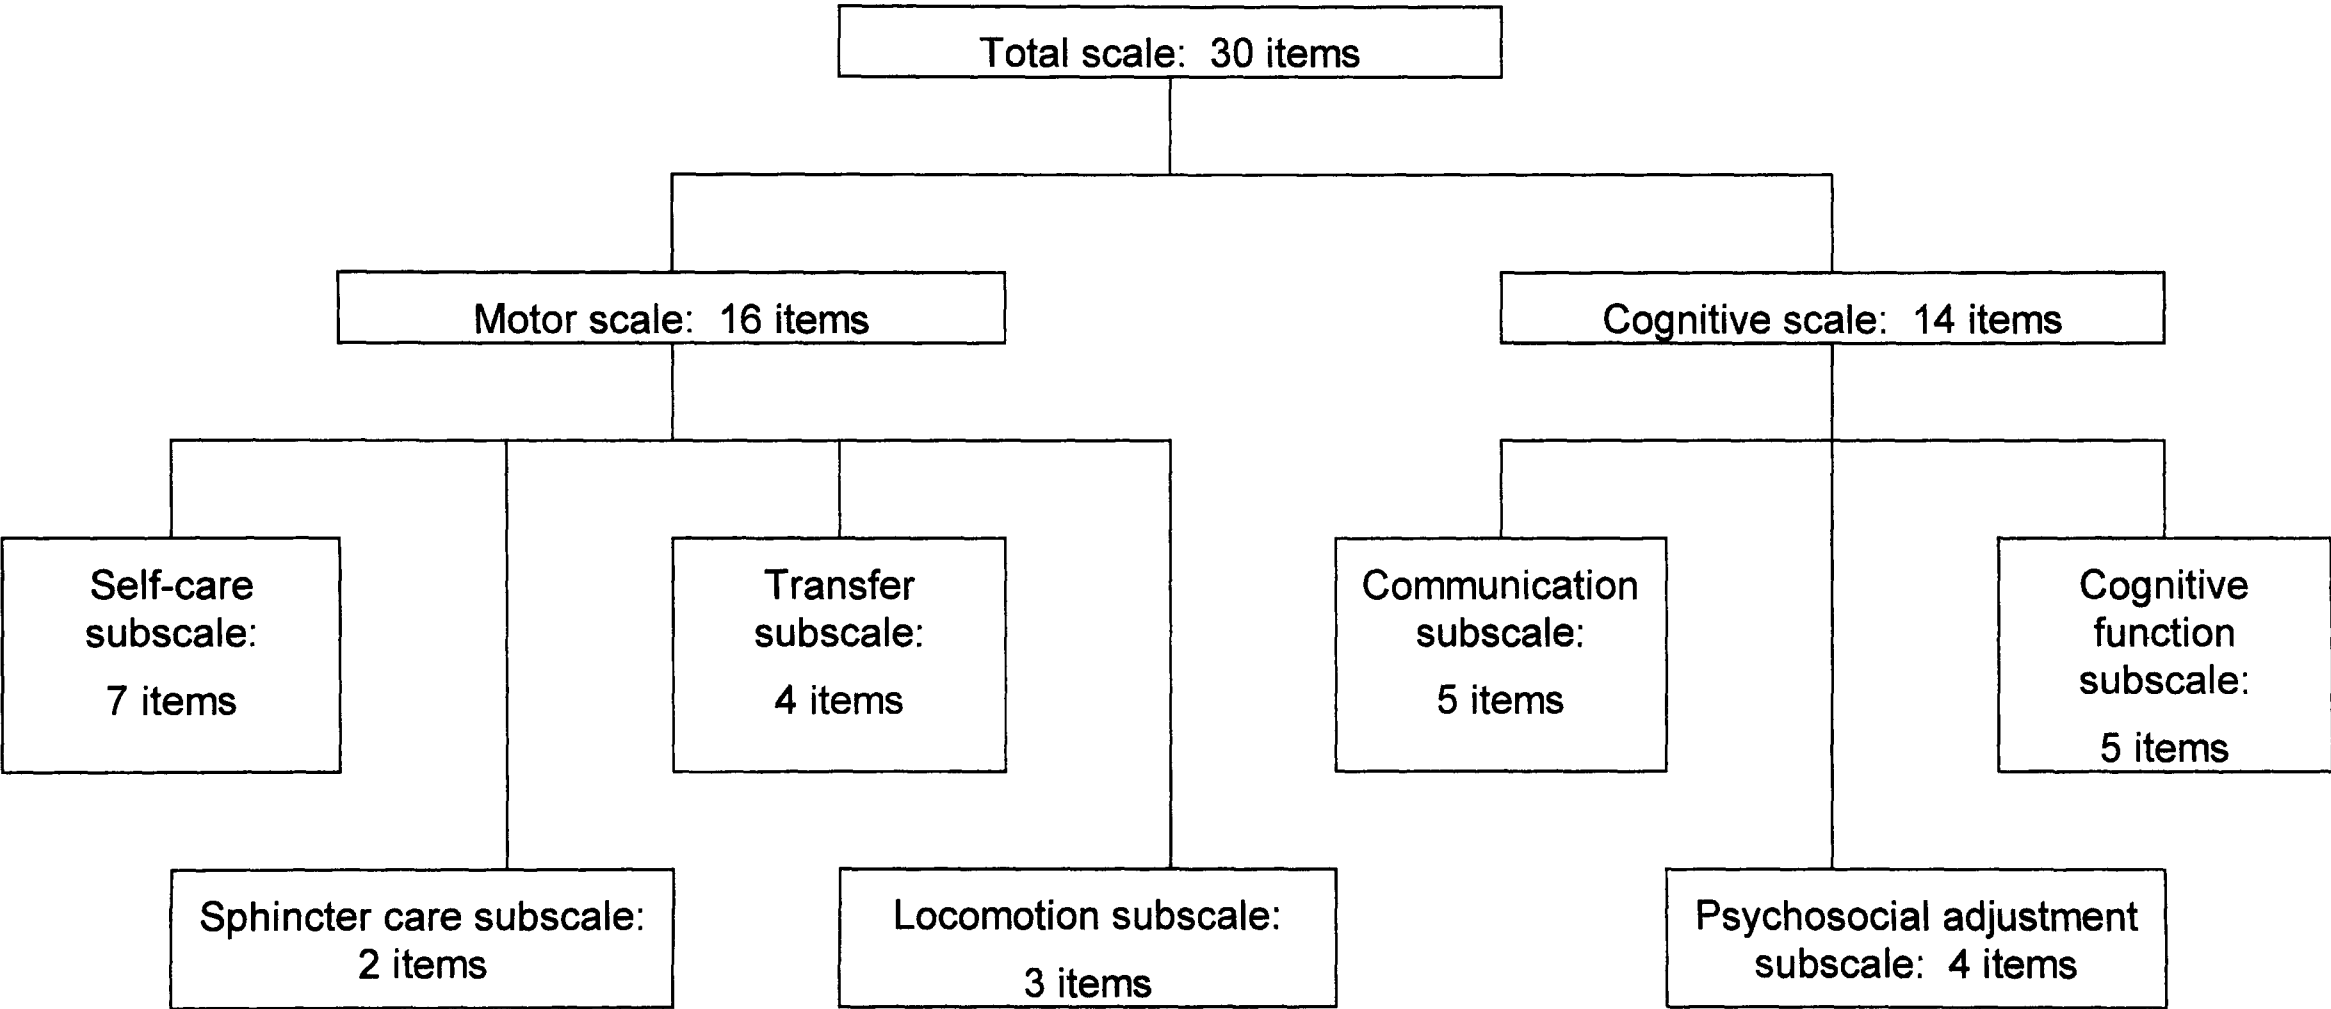 Total scale: 30 items
Motor scale: 16 items
Cognitive scale: 14 items
Self-care
subscale:
7 items
Transfer
subscale:
4 items
Communication
subscale:
5 items
Cognitive
function
subscale:
5 items
Sphincter care subscale:
2 items
Locomotion subscale:
3 items
Psychosocial adjustment
subscale: 4 items